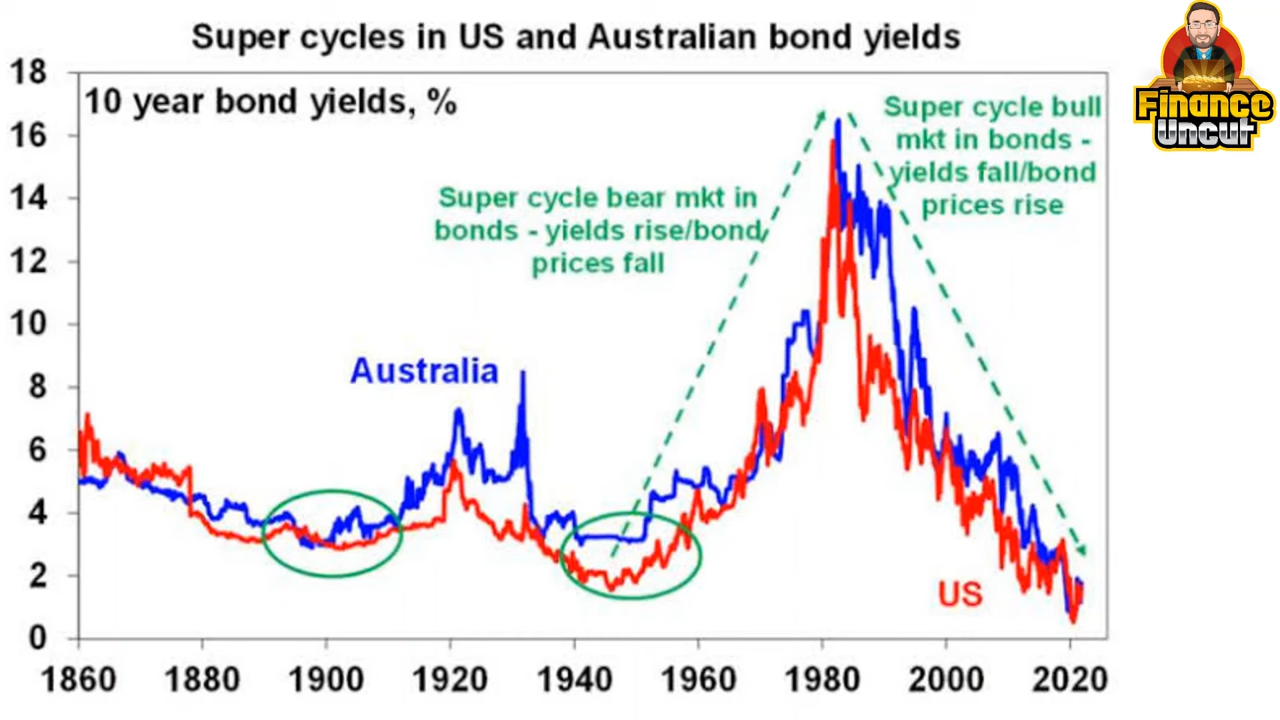 Super cycles in US and Australian bond yields
Finance
Uncut
18
10 year bond yields, %
Super cycle bull
mkt in bonds -
yields fall/bond
prices rise
16
Super cycle bear mkt in
bonds - yields rise/bond
prices fall
14
12
10
Australia
8
6
4
2
US
0
1860 1880 1900 1920 1940 1960 1980 2000 2020